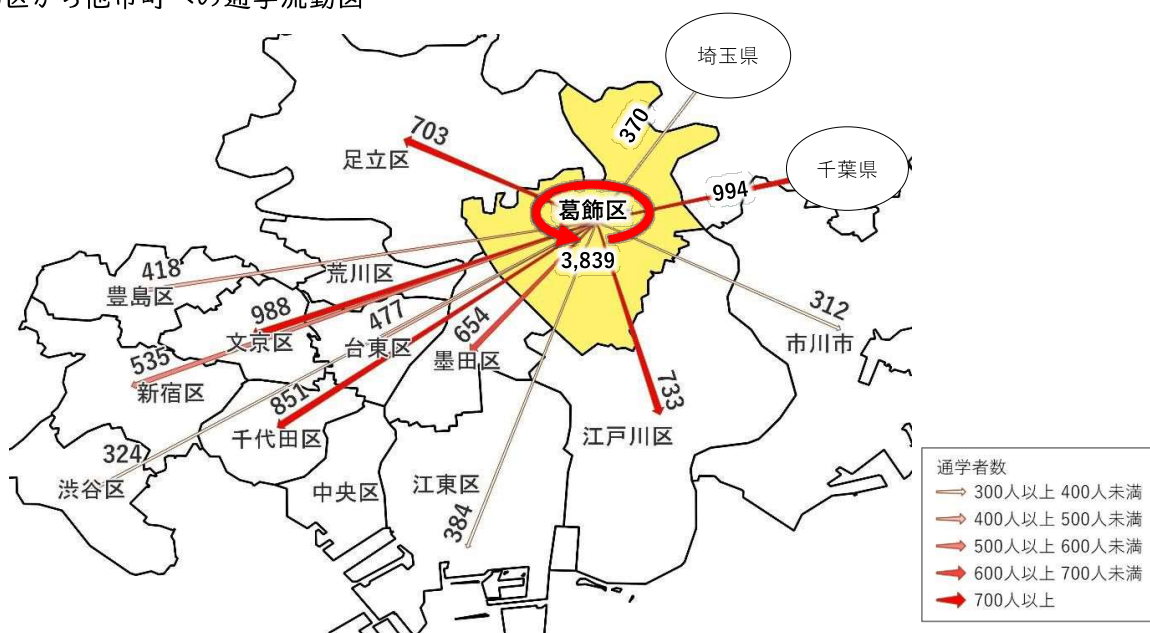 区から他市町への通学流動図
埼玉県
370
703
足立区
千葉県
994
葛飾区
3,839
荒川区
418
豊島区
312
988
477
654
文京区
台東区
墨田区
市川市
535
新宿区
733
851
千代田区
江戸川区
324
渋谷区
中央区
江東区
384
通学者数
300人以上 400人未満
400人以上 500人未満
500人以上 600人未満
600人以上 700人未満
700人以上